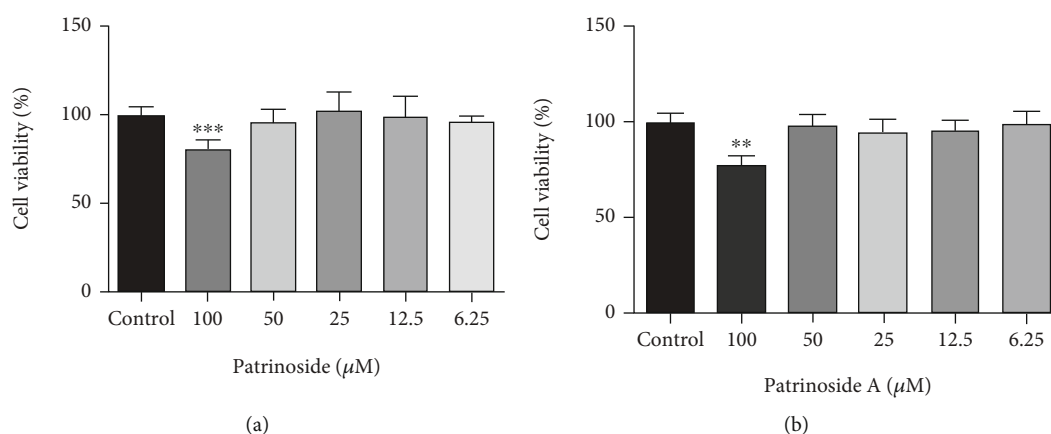 150
100
50
0
Cell viability (%)
***
Control 100 50 25 12.5 6.25
Patrinoside (μM)
(a)
150
100
50
0
Cell viability (%)
**
Control 100 50 25 12.5 6.25
Patrinoside A (μM)
(b)